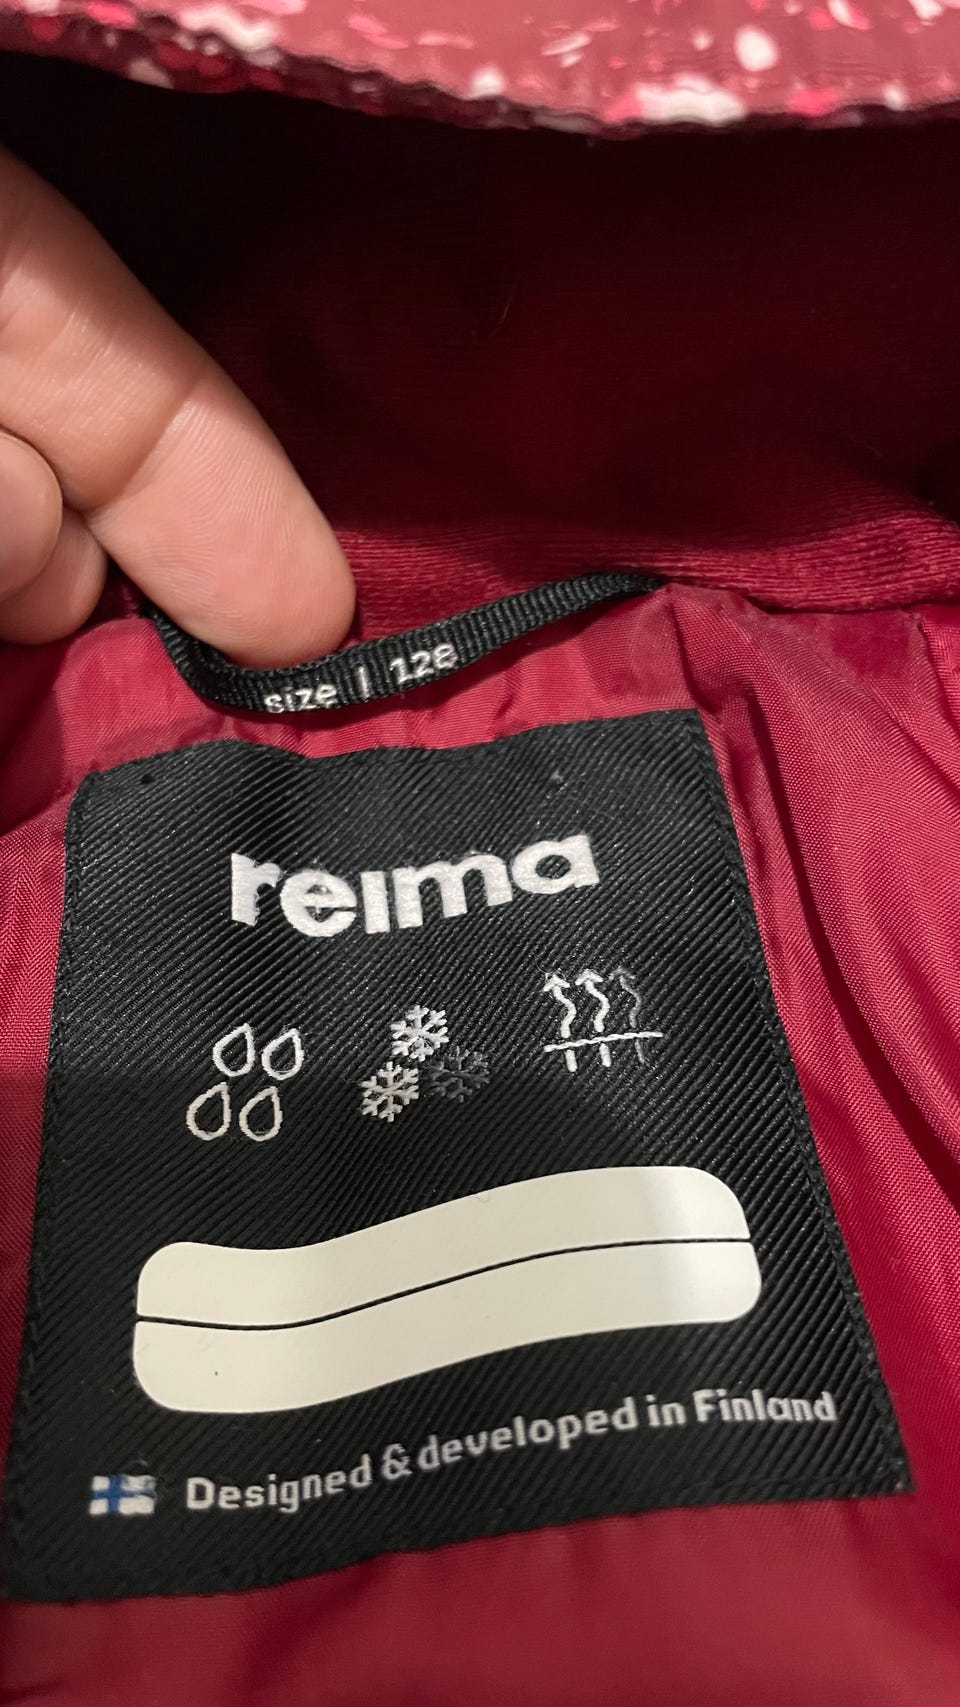 size | 128
reima
Designed & developed in Finland